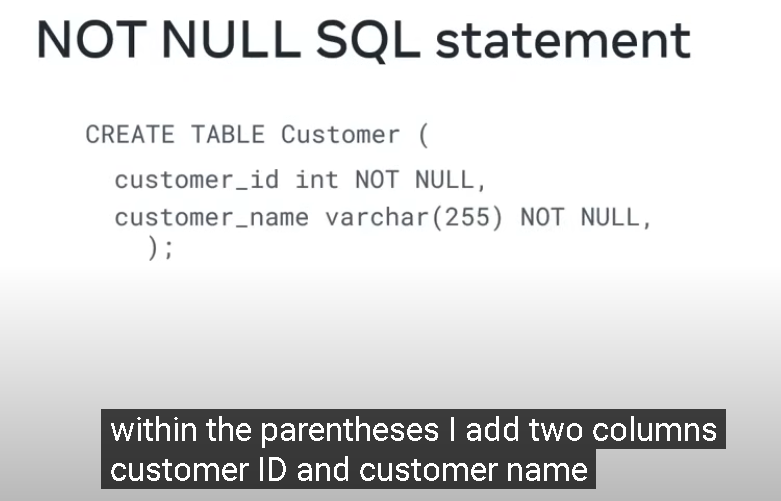 NOT NULL SQL statement
CREATE TABLE Customer (
customer_id int NOT NULL,
customer_name varchar(255) NOT NULL,
);
within the parentheses I add two columns
customer ID and customer name